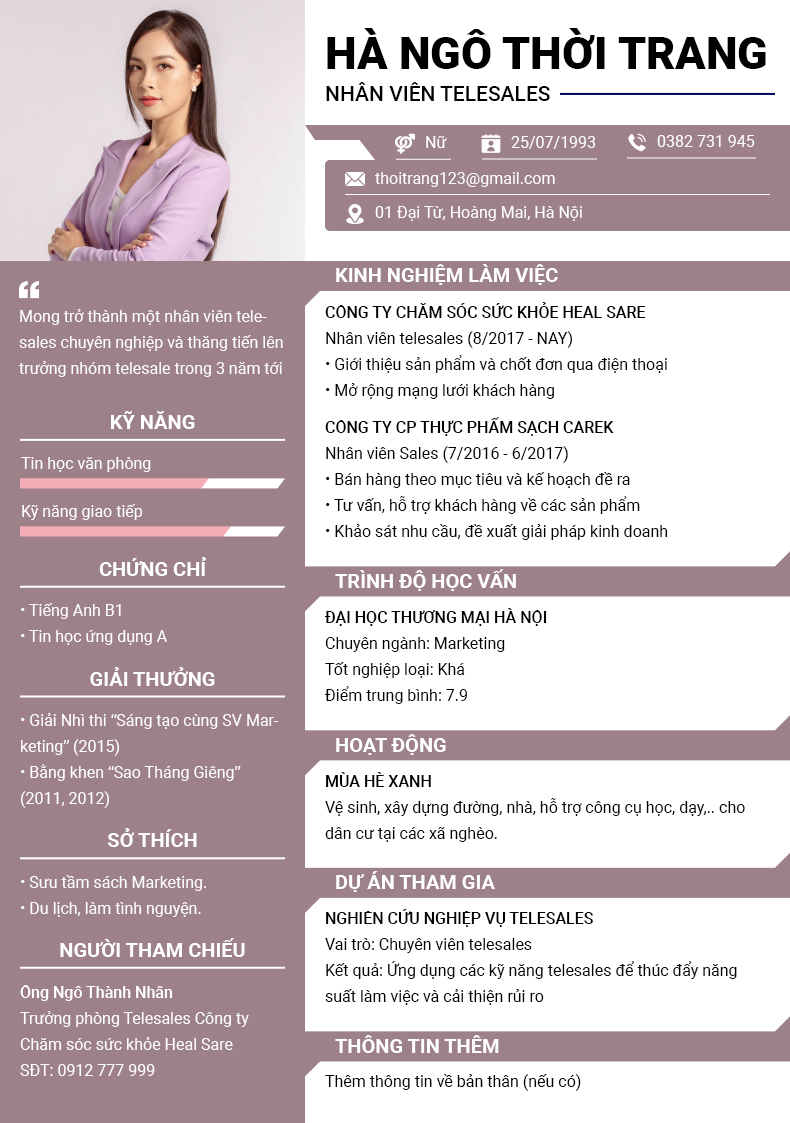 HÀ NGÔ THỜI TRANG
NHÂN VIÊN TELESALES
Nữ
25/07/1993
0382 731 945
thoitrang123@gmail.com
01 Đại Từ, Hoàng Mai, Hà Nội
Mong trở thành một nhân viên tele-
sales chuyên nghiệp và thăng tiến lên
trưởng nhóm telesale trong 3 năm tới
KỸ NĂNG
Tin học văn phòng
Kỹ năng giao tiếp
CHỨNG CHỈ
• Tiếng Anh B1
• Tin học ứng dụng A
GIẢI THƯỞNG
• Giải Nhì thi “Sáng tạo cùng SV Mar-
keting” (2015)
• Bằng khen “Sao Tháng Giêng”
(2011, 2012)
SỞ THÍCH
• Sưu tầm sách Marketing.
• Du lịch, làm tình nguyện.
NGƯỜI THAM CHIẾU
Ông Ngô Thành Nhân
Trưởng phòng Telesales Công ty
Chăm sóc sức khỏe Heal Sare
SĐT: 0912 777 999
KINH NGHIỆM LÀM VIỆC
CÔNG TY CHĂM SÓC SỨC KHỎE HEAL SARE
Nhân viên telesales (8/2017 - NAY)
• Giới thiệu sản phẩm và chốt đơn qua điện thoại
• Mở rộng mạng lưới khách hàng
CÔNG TY CP THỰC PHẨM SẠCH CAREK
Nhân viên Sales (7/2016 - 6/2017)
• Bán hàng theo mục tiêu và kế hoạch đề ra
• Tư vấn, hỗ trợ khách hàng về các sản phẩm
• Khảo sát nhu cầu, đề xuất giải pháp kinh doanh
TRÌNH ĐỘ HỌC VẤN
ĐẠI HỌC THƯƠNG MẠI HÀ NỘI
Chuyên ngành: Marketing
Tốt nghiệp loại: Khá
Điểm trung bình: 7.9
HOẠT ĐỘNG
MÙA HÈ XANH
Vệ sinh, xây dựng đường, nhà, hỗ trợ công cụ học, dạy,.. cho
dân cư tại các xã nghèo.
DỰ ÁN THAM GIA
NGHIÊN CỨU NGHIỆP VỤ TELESALES
Vai trò: Chuyên viên telesales
Kết quả: Ứng dụng các kỹ năng telesales để thúc đẩy năng
suất làm việc và cải thiện rủi ro
THÔNG TIN THÊM
Thêm thông tin về bản thân (nếu có)